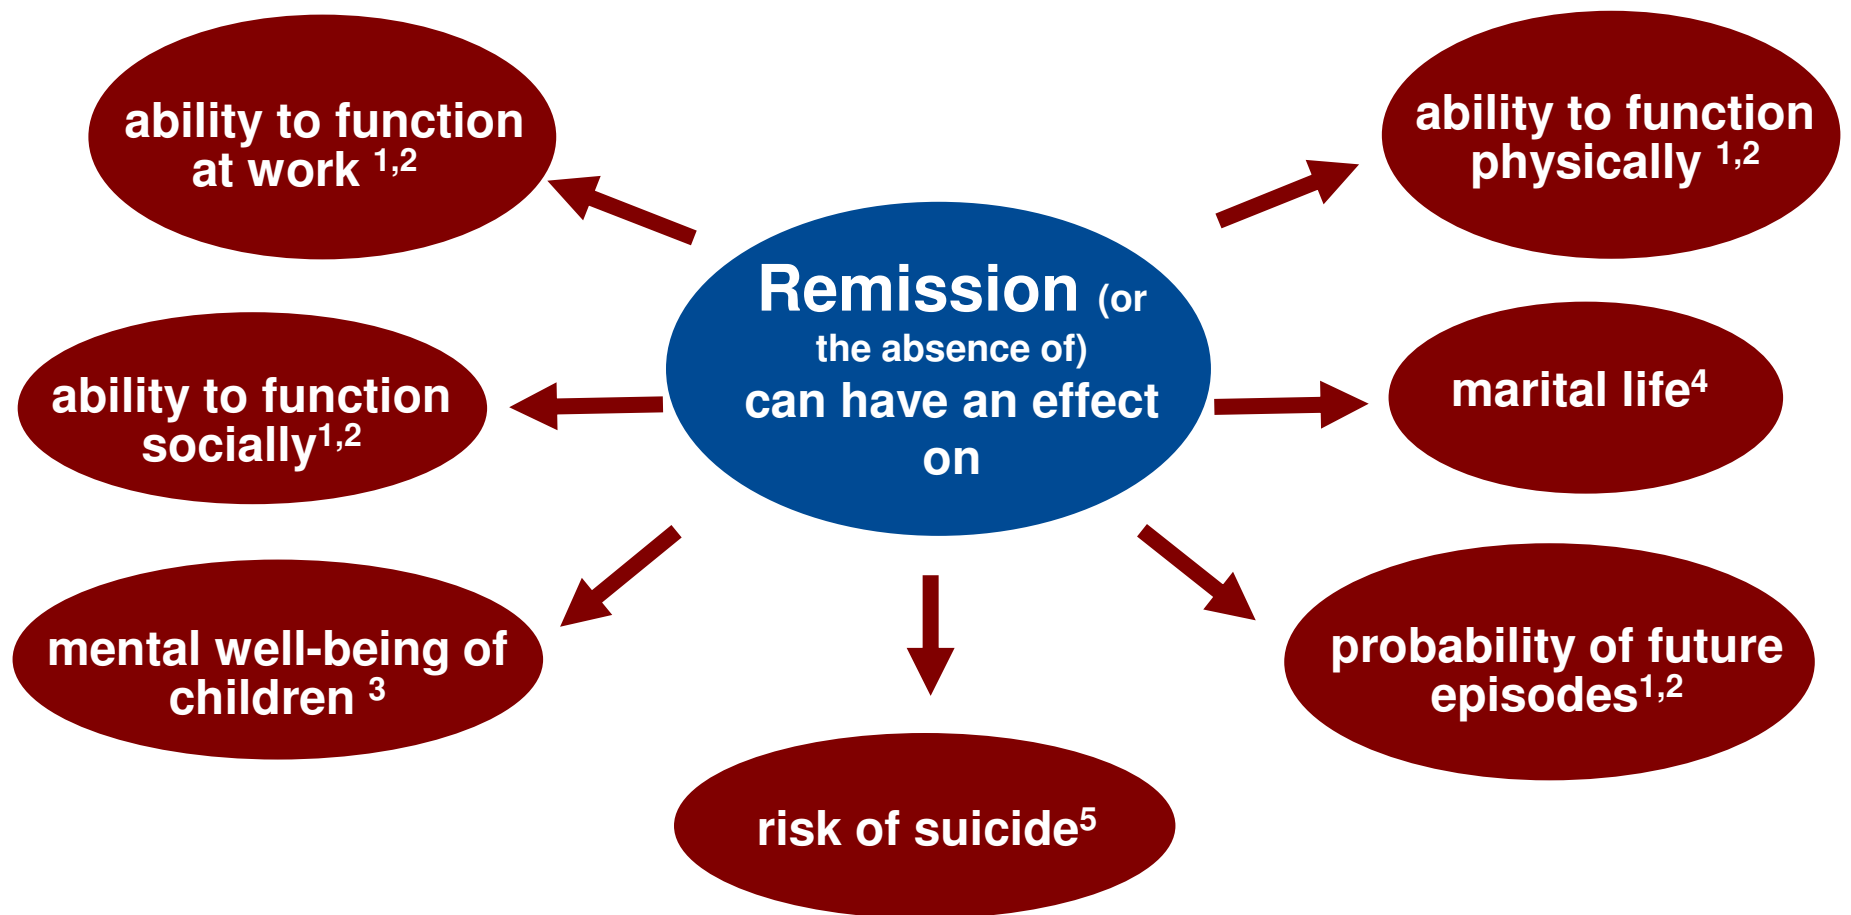 ability to function
at work 1,2
ability to function
physically 1,2
Remission (or
the absence of)
can have an effect
on
ability to function
socially1,2
marital life4
mental well-being of
children 3
probability of future
episodes1,2
risk of suicide5